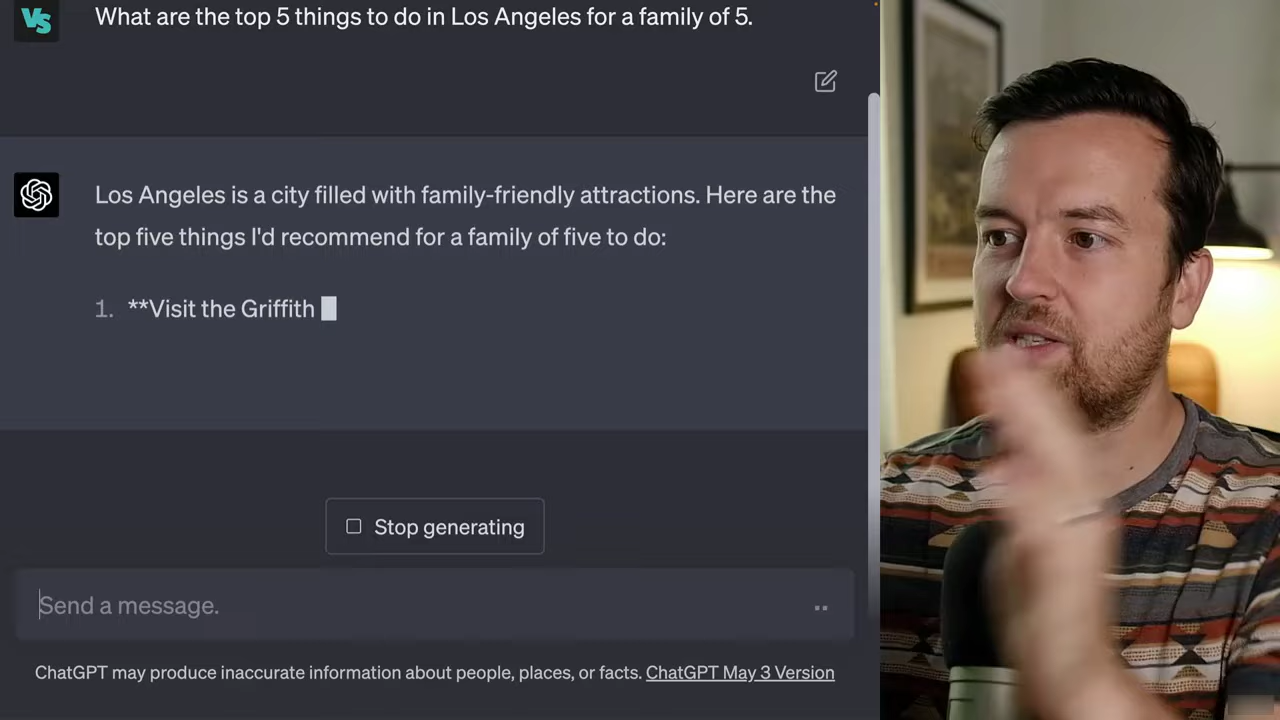 VS
What are the top 5 things to do in Los Angeles for a family of 5.
Los Angeles is a city filled with family-friendly attractions. Here are the
top five things I'd recommend for a family of five to do:
1. **Visit the Griffith
Stop generating
Send a message.
ChatGPT may produce inaccurate information about people, places, or facts. ChatGPT May 3 Version